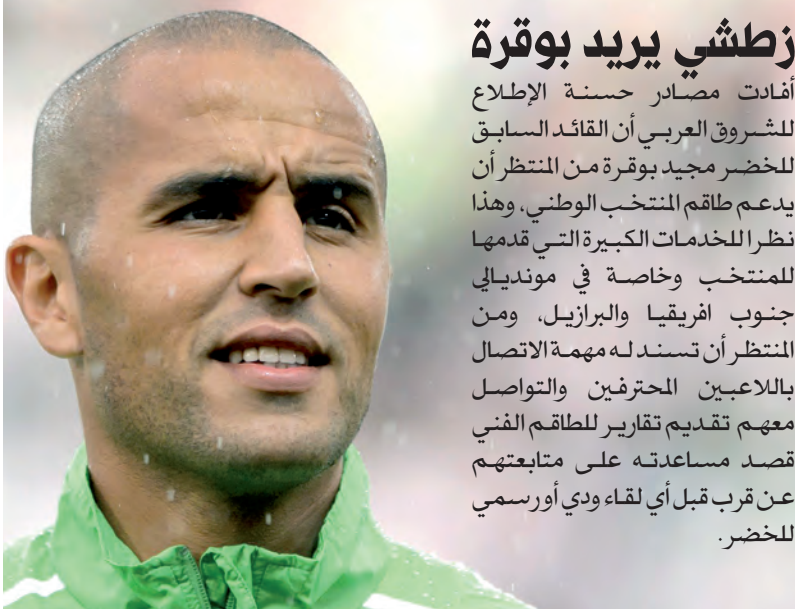 زطشي يريد بوقرة
أفادت مصادر حسنة الإطلاع
للشروق العربي أن القائد السابق
للخضر مجيد بوقرة من المنتظر أن
يدعم طاقم المنتخب الوطني، وهذا
نظرا للخدمات الكبيرة التي قدمها
للمنتخب وخاصة في مونديالي
جنوب افريقيا والبرازيل، ومن
المنتظر أن تسند له مهمة الاتصال
باللاعبين المحترفين والتواصل
معهم تقديم تقارير للطاقم الفني
قصد مساعدته على متابعتهم
عن قرب قبل أي لقاء ودي أورسمي
للخضر.